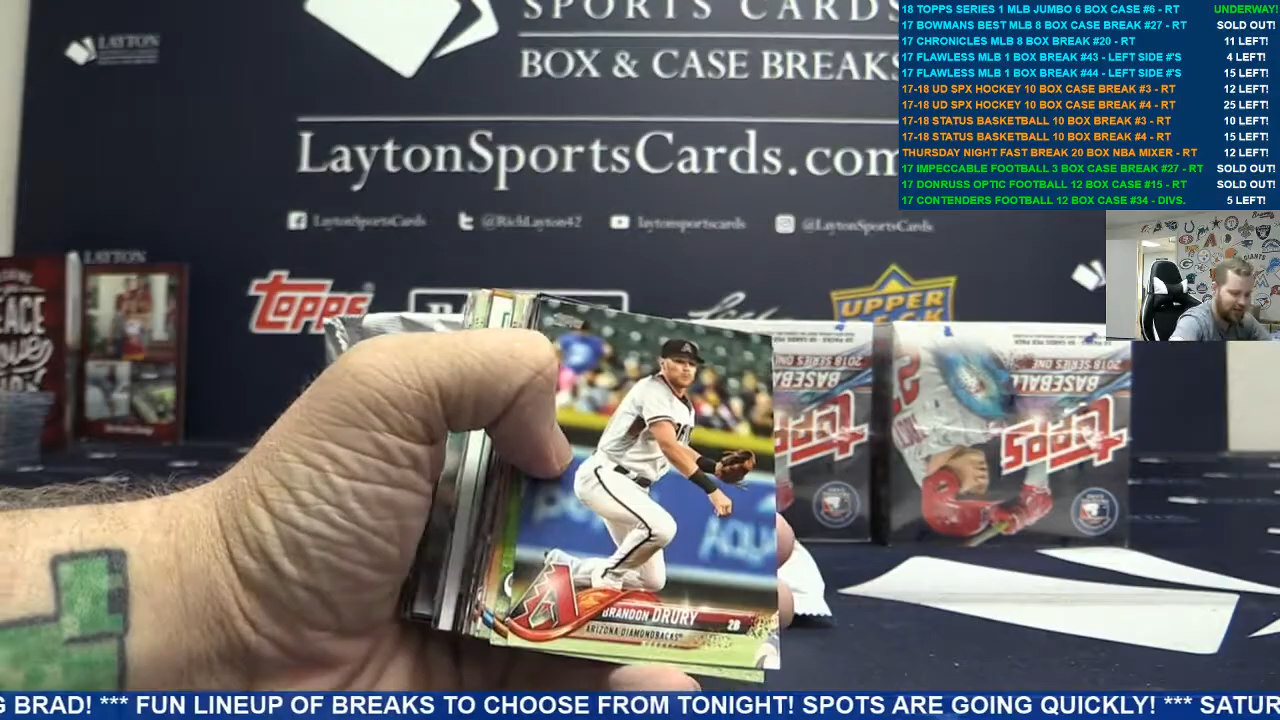 18 TOPPS SERIES 1 MLB JUMBO 6 BOX CASE #6 - RT UNDERWAY!
17 BOWMANS BEST MLB 8 BOX CASE BREAK #27 - RT SOLD OUT!
17 CHRONICLES MLB 8 BOX BREAK #20 - RT 11 LEFT!
17 FLAWLESS MLB 1 BOX BREAK #43 - LEFT SIDE #'S 4 LEFT!
17 FLAWLESS MLB 1 BOX BREAK #44 - LEFT SIDE #'S 15 LEFT!
17-18 UD SPX HOCKEY 10 BOX CASE BREAK #3 - RT 12 LEFT!
17-18 UD SPX HOCKEY 10 BOX CASE BREAK #4 - RT 25 LEFT!
17-18 STATUS BASKETBALL 10 BOX BREAK #3 - RT 10 LEFT!
17-18 STATUS BASKETBALL 10 BOX BREAK #4 - RT 15 LEFT!
THURSDAY NIGHT FAST BREAK 20 BOX NBA MIXER - RT 12 LEFT!
17 IMPECCABLE FOOTBALL 3 BOX CASE BREAK #27 - RT SOLD OUT!
17 DONRUSS OPTIC FOOTBALL 12 BOX CASE #15 - RT SOLD OUT!
17 CONTENDERS FOOTBALL 12 BOX CASE #34 - DIVS. 5 LEFT!
SPORTS CARDS
BOX & CASE BREAKS
LAYTON
LaytonSportsCards.com
LaytonSportsCards
@RichLayton42
laytonsportscards
@LaytonSportsCards
LAYTON
TOPPS
UPPER
PEACE
Love
2018 SERIES ONE
BASEBALL
Topps
2018 SERIES ONE
BASEBALL
Topps
BRANDON DRURY 2B
ARIZONA DIAMONDBACKS
G BRAD! *** FUN LINEUP OF BREAKS TO CHOOSE FROM TONIGHT! SPOTS ARE GOING QUICKLY! *** SATUR